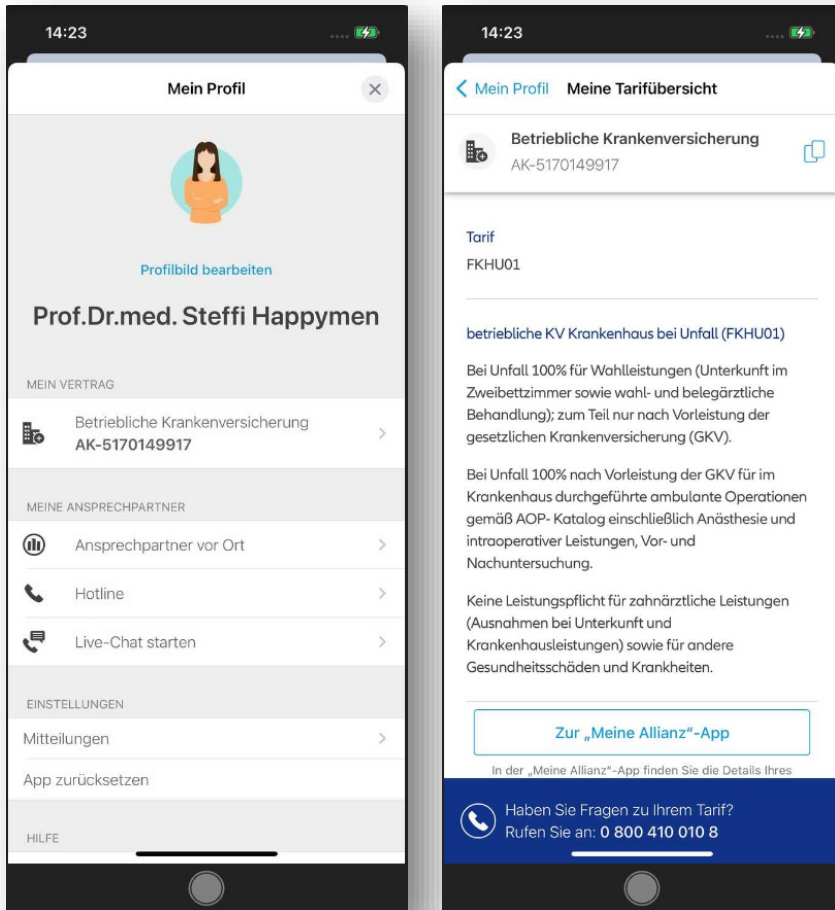 14:23
Mein Profil
Profilbild bearbeiten
Prof.Dr.med. Steffi Happymen
MEIN VERTRAG
Betriebliche Krankenversicherung
AK-5170149917
MEINE ANSPRECHPARTNER
Ansprechpartner vor Ort
Hotline
Live-Chat starten
EINSTELLUNGEN
Mitteilungen
App zurücksetzen
HILFE
14:23
Mein Profil Meine Tarifübersicht
Betriebliche Krankenversicherung
AK-5170149917
Tarif
FKHU01
betriebliche KV Krankenhaus bei Unfall (FKHU01)
Bei Unfall 100% für Wahlleistungen (Unterkunft im
Zweibettzimmer sowie wahl- und belegärztliche
Behandlung); zum Teil nur nach Vorleistung der
gesetzlichen Krankenversicherung (GKV).
Bei Unfall 100% nach Vorleistung der GKV für im
Krankenhaus durchgeführte ambulante Operationen
gemäß AOP- Katalog einschließlich Anästhesie und
intraoperativer Leistungen, Vor- und
Nachuntersuchung.
Keine Leistungspflicht für zahnärztliche Leistungen
(Ausnahmen bei Unterkunft und
Krankenhausleistungen) sowie für andere
Gesundheitsschäden und Krankheiten.
Zur „Meine Allianz"-App
In der „Meine Allianz"-App finden Sie die Details Ihres
Haben Sie Fragen zu Ihrem Tarif?
Rufen Sie an: 0 800 410 010 8